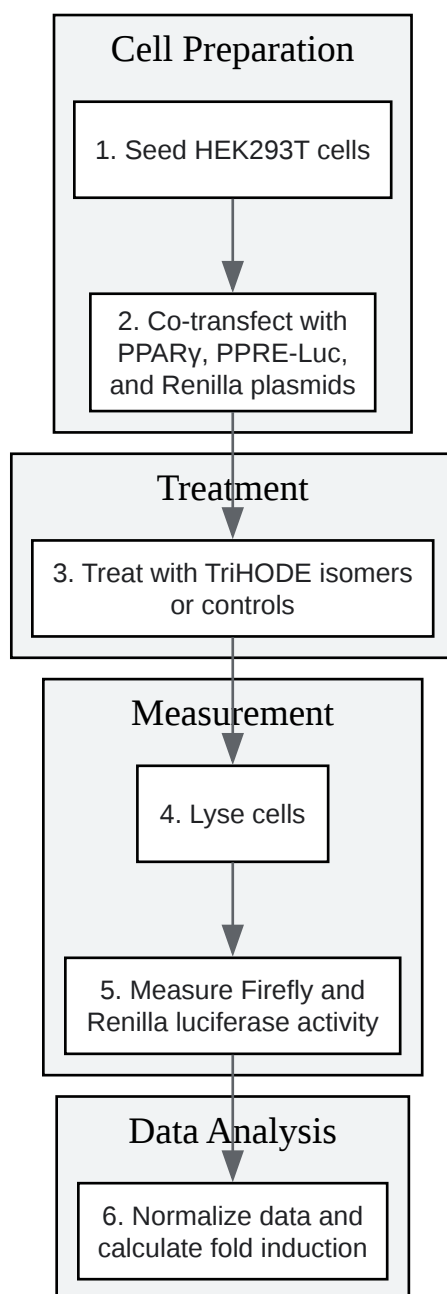 Cell Preparation
1. Seed HEK293T cells
2. Co-transfect with
PPARγ, PPRE-Luc,
and Renilla plasmids
Treatment
3. Treat with TriHODE isomers
or controls
Measurement
4. Lyse cells
5. Measure Firefly and
Renilla luciferase activity
Data Analysis
6. Normalize data and
calculate fold induction